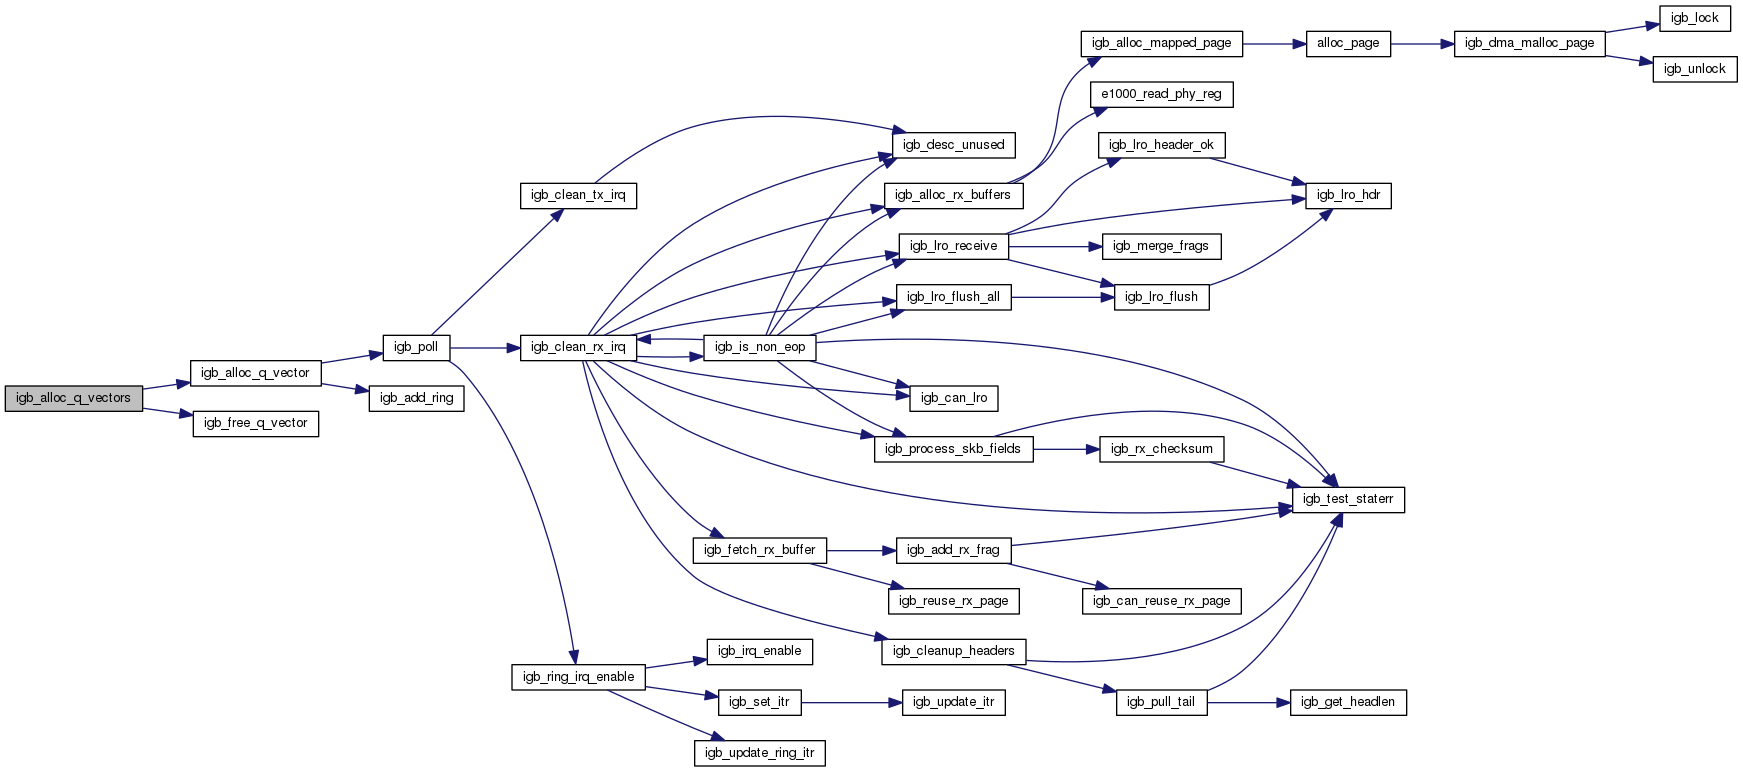 igb_alloc_q_vectors
igb_alloc_q_vector
igb_free_q_vector
igb_poll
igb_add_ring
igb_clean_tx_irq
igb_clean_rx_irq
igb_ring_irq_enable
igb_is_non_eop
igb_fetch_rx_buffer
igb_irq_enable
igb_set_itr
igb_update_ring_itr
igb_desc_unused
igb_alloc_rx_buffers
igb_lro_receive
igb_lro_flush_all
igb_can_lro
igb_process_skb_fields
igb_add_rx_frag
igb_reuse_rx_page
igb_cleanup_headers
igb_update_itr
igb_alloc_mapped_page
e1000_read_phy_reg
igb_lro_header_ok
igb_merge_frags
igb_lro_flush
igb_rx_checksum
igb_can_reuse_rx_page
igb_pull_tail
alloc_page
igb_lro_hdr
igb_test_staterr
igb_get_headlen
igb_dma_malloc_page
igb_lock
igb_unlock